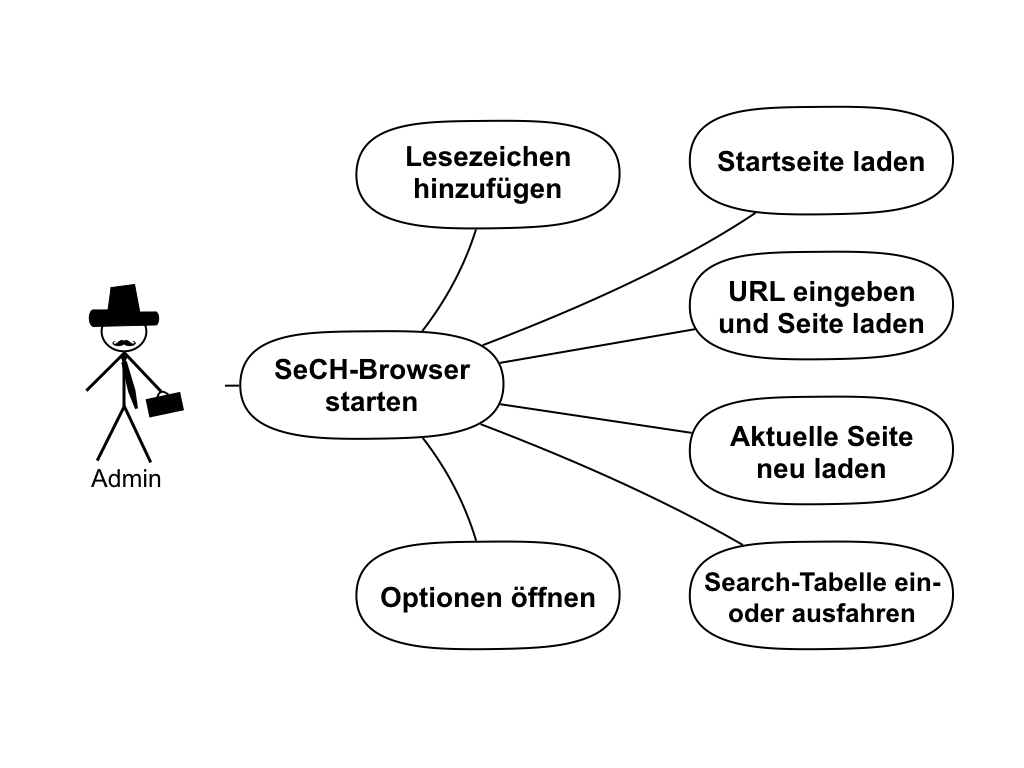 Lesezeichen
hinzufügen
Startseite laden
URL eingeben
und Seite laden
SeCH-Browser
starten
Aktuelle Seite
neu laden
Admin
Optionen öffnen
Search-Tabelle ein-
oder ausfahren